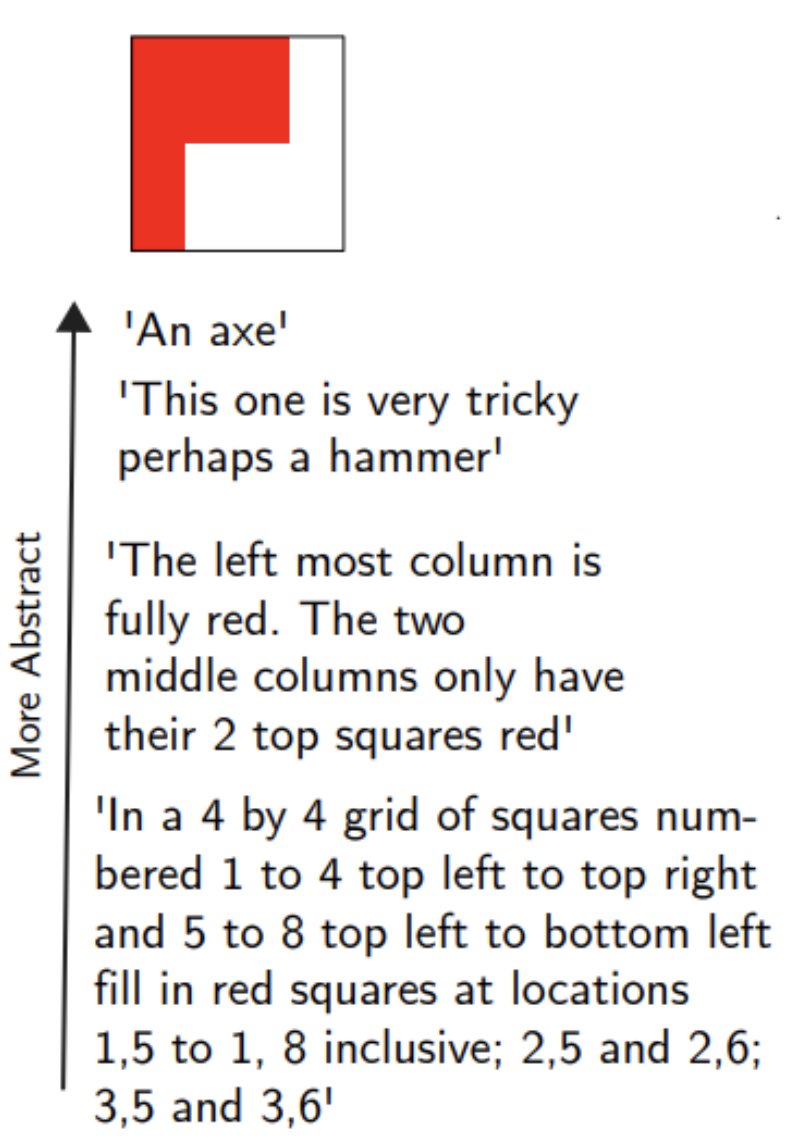 'An axe'
'This one is very tricky
perhaps a hammer'
More Abstract
'The left most column is
fully red. The two
middle columns only have
their 2 top squares red'
'In a 4 by 4 grid of squares num-
bered 1 to 4 top left to top right
and 5 to 8 top left to bottom left
fill in red squares at locations
1,5 to 1, 8 inclusive; 2,5 and 2,6;
3,5 and 3,6'